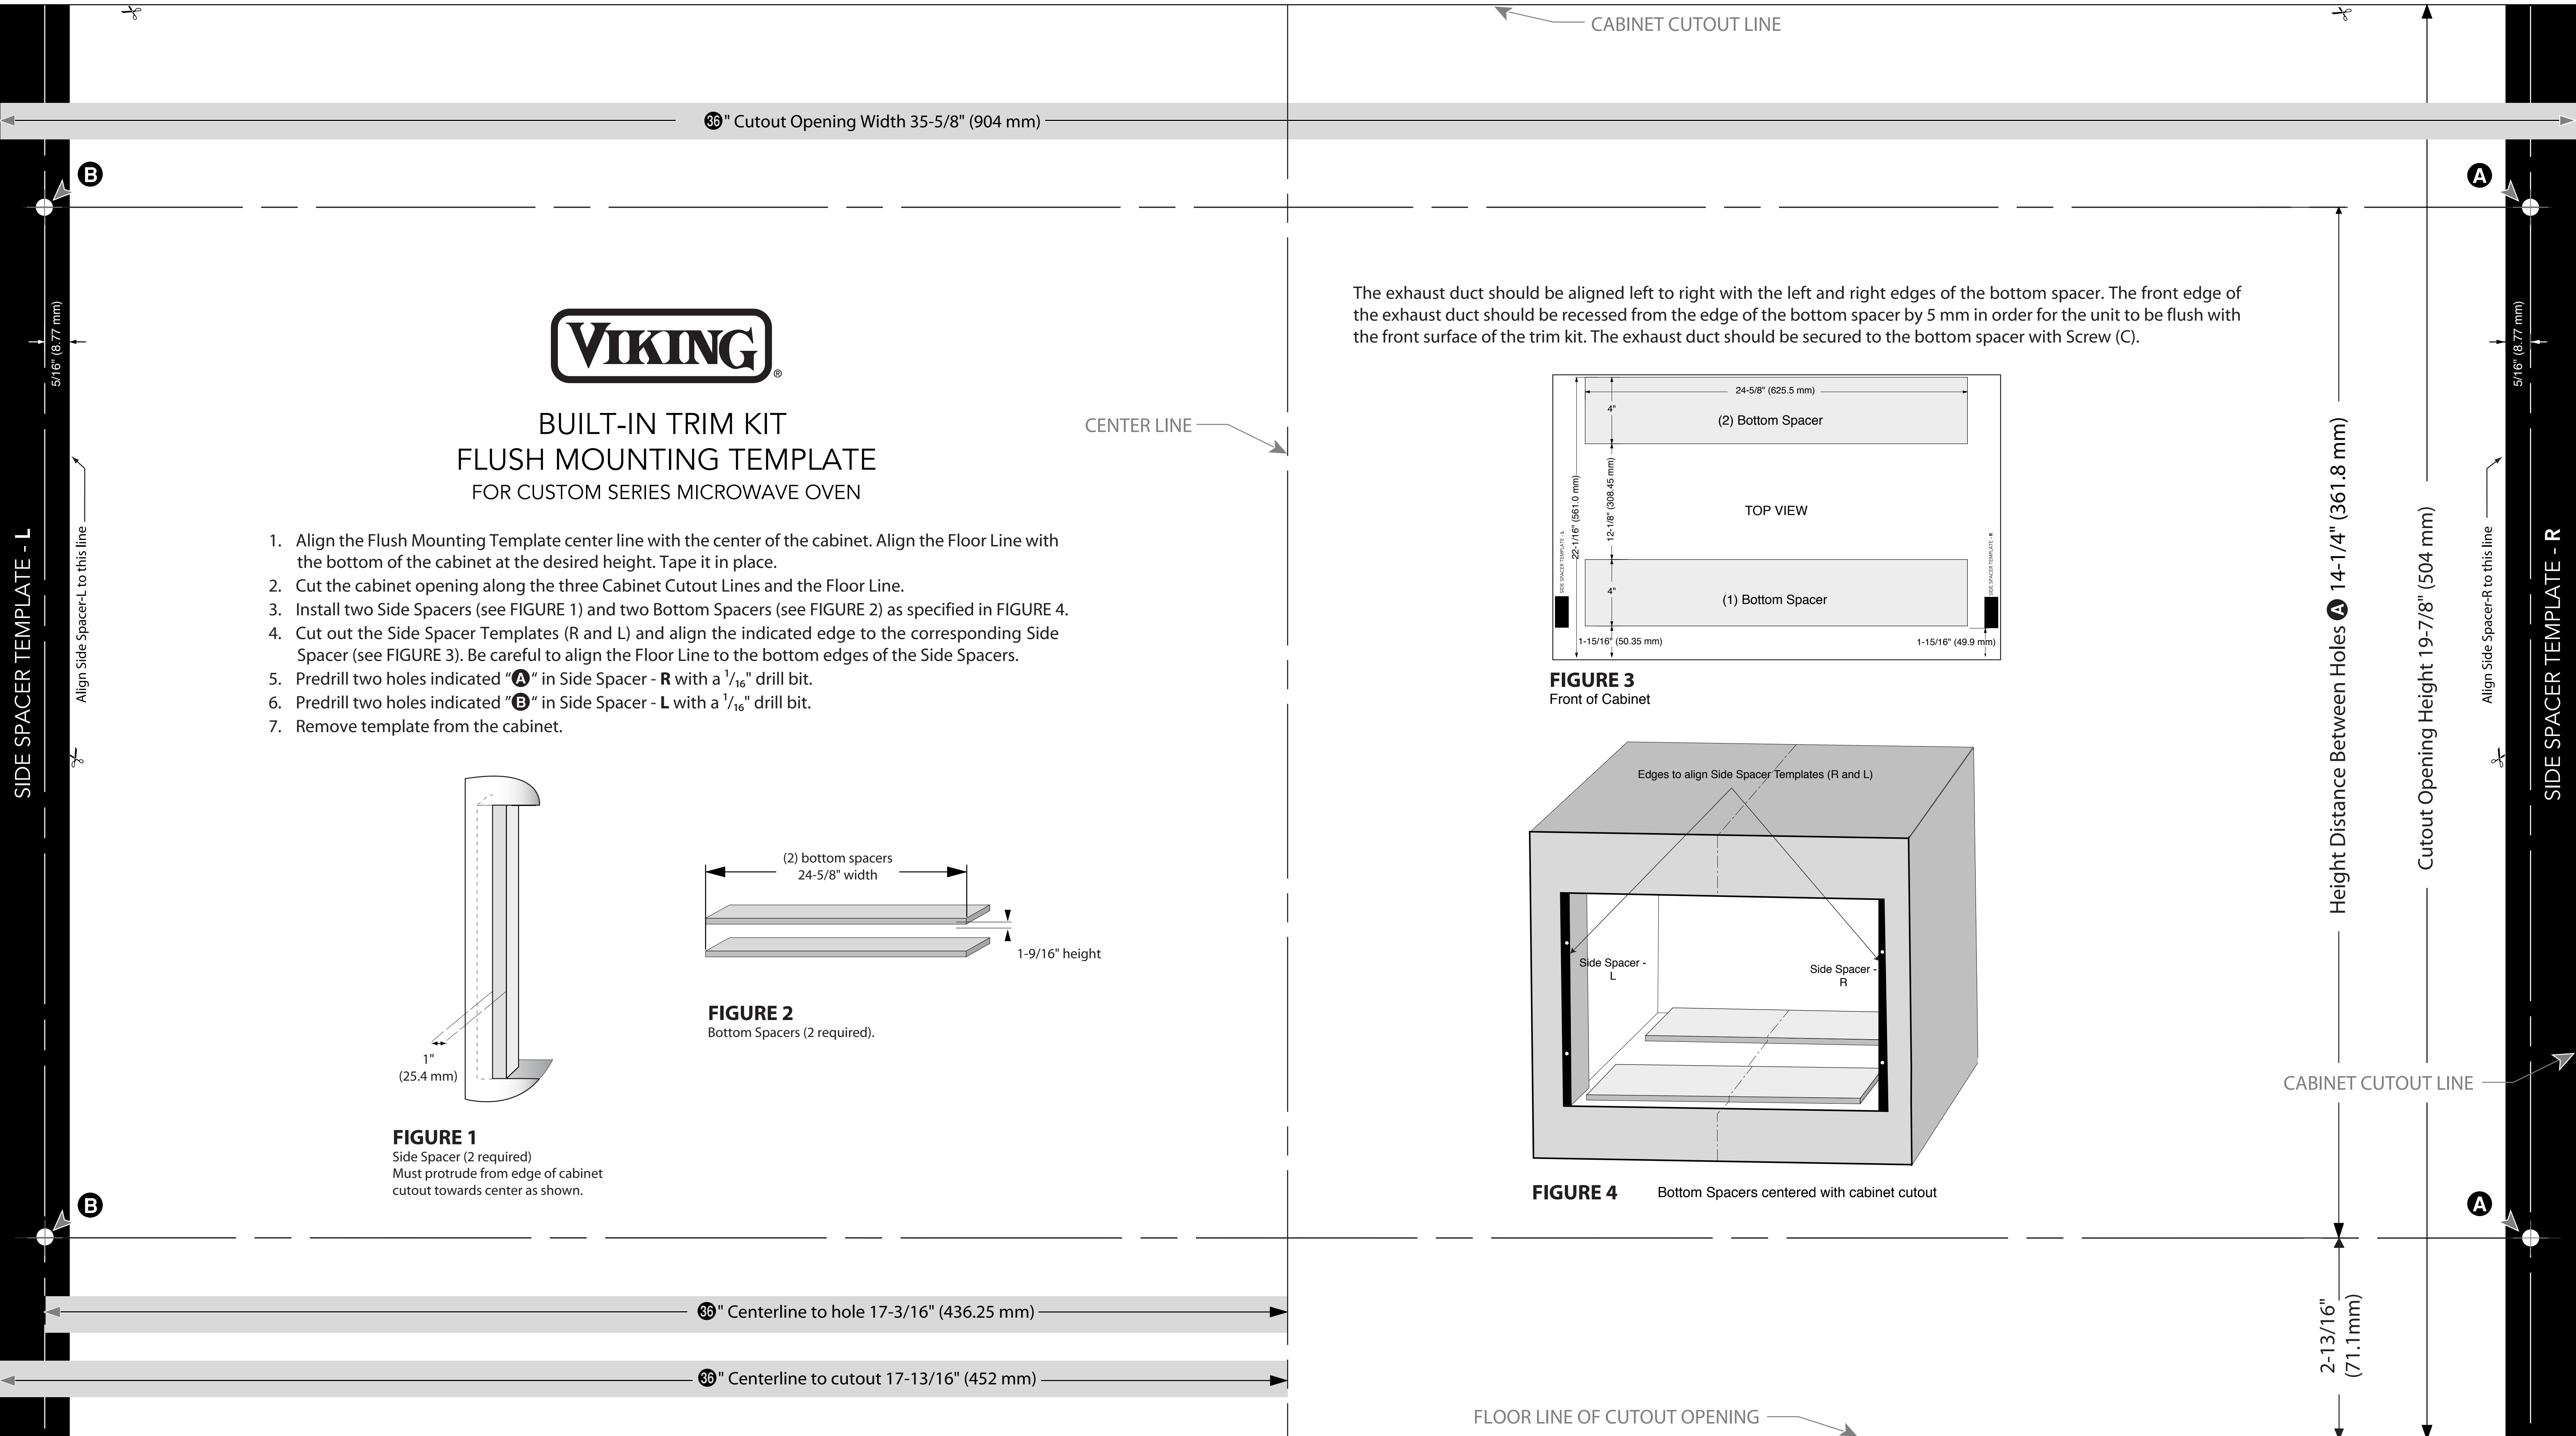 CABINET CUTOUT LINE
36" Cutout Opening Width 35-5/8" (904 mm)
B
A
5/16" (8.77 mm)
Align Side Spacer-L to this line
SIDE SPACER TEMPLATE - L
VIKING®
BUILT-IN TRIM KIT
FLUSH MOUNTING TEMPLATE
FOR CUSTOM SERIES MICROWAVE OVEN
CENTER LINE
1. Align the Flush Mounting Template center line with the center of the cabinet. Align the Floor Line with
the bottom of the cabinet at the desired height. Tape it in place.
2. Cut the cabinet opening along the three Cabinet Cutout Lines and the Floor Line.
3. Install two Side Spacers (see FIGURE 1) and two Bottom Spacers (see FIGURE 2) as specified in FIGURE 4.
4. Cut out the Side Spacer Templates (R and L) and align the indicated edge to the corresponding Side
Spacer (see FIGURE 3). Be careful to align the Floor Line to the bottom edges of the Side Spacers.
5. Predrill two holes indicated “A“ in Side Spacer - R with a 1/16" drill bit.
6. Predrill two holes indicated ”B“ in Side Spacer - L with a 1/16" drill bit.
7. Remove template from the cabinet.
1"
(25.4 mm)
FIGURE 1
Side Spacer (2 required)
Must protrude from edge of cabinet
cutout towards center as shown.
(2) bottom spacers
24-5/8" width
1-9/16" height
FIGURE 2
Bottom Spacers (2 required).
The exhaust duct should be aligned left to right with the left and right edges of the bottom spacer. The front edge of
the exhaust duct should be recessed from the edge of the bottom spacer by 5 mm in order for the unit to be flush with
the front surface of the trim kit. The exhaust duct should be secured to the bottom spacer with Screw (C).
24-5/8" (625.5 mm)
4"
(2) Bottom Spacer
22-1/16" (561.0 mm)
12-1/8" (308.45 mm)
TOP VIEW
SIDE SPACER TEMPLATE - L
SIDE SPACER TEMPLATE - R
4"
(1) Bottom Spacer
1-15/16" (50.35 mm)
1-15/16" (49.9 mm)
FIGURE 3
Front of Cabinet
Edges to align Side Spacer Templates (R and L)
Side Spacer -
L
Side Spacer -
R
FIGURE 4
Bottom Spacers centered with cabinet cutout
Height Distance Between Holes A 14-1/4" (361.8 mm)
Cutout Opening Height 19-7/8" (504 mm)
5/16" (8.77 mm)
Align Side Spacer-R to this line
SIDE SPACER TEMPLATE - R
CABINET CUTOUT LINE
B
A
36" Centerline to hole 17-3/16" (436.25 mm)
36" Centerline to cutout 17-13/16" (452 mm)
2-13/16"
(71.1mm)
FLOOR LINE OF CUTOUT OPENING